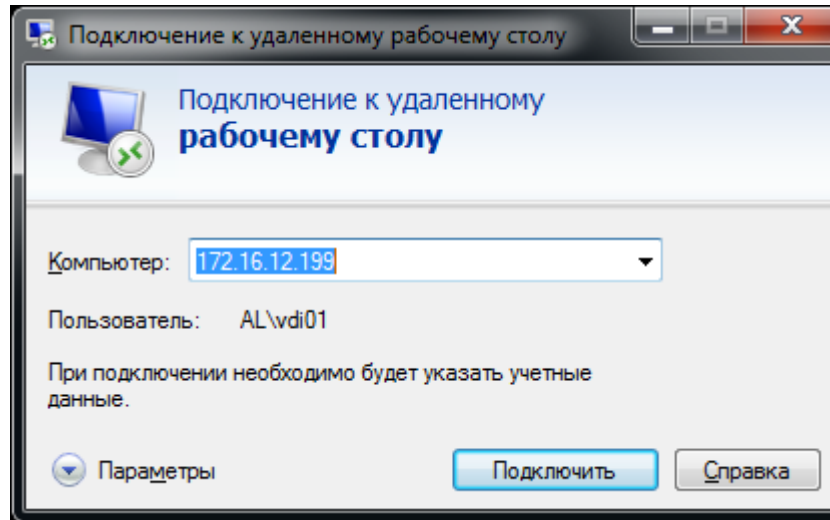 Подключение к удаленному рабочему столу
Подключение к удаленному
рабочему столу
Компьютер: 172.16.12.199
Пользователь: AL\vdi01
При подключении необходимо будет указать учетные
данные.
Параметры Подключить Справка